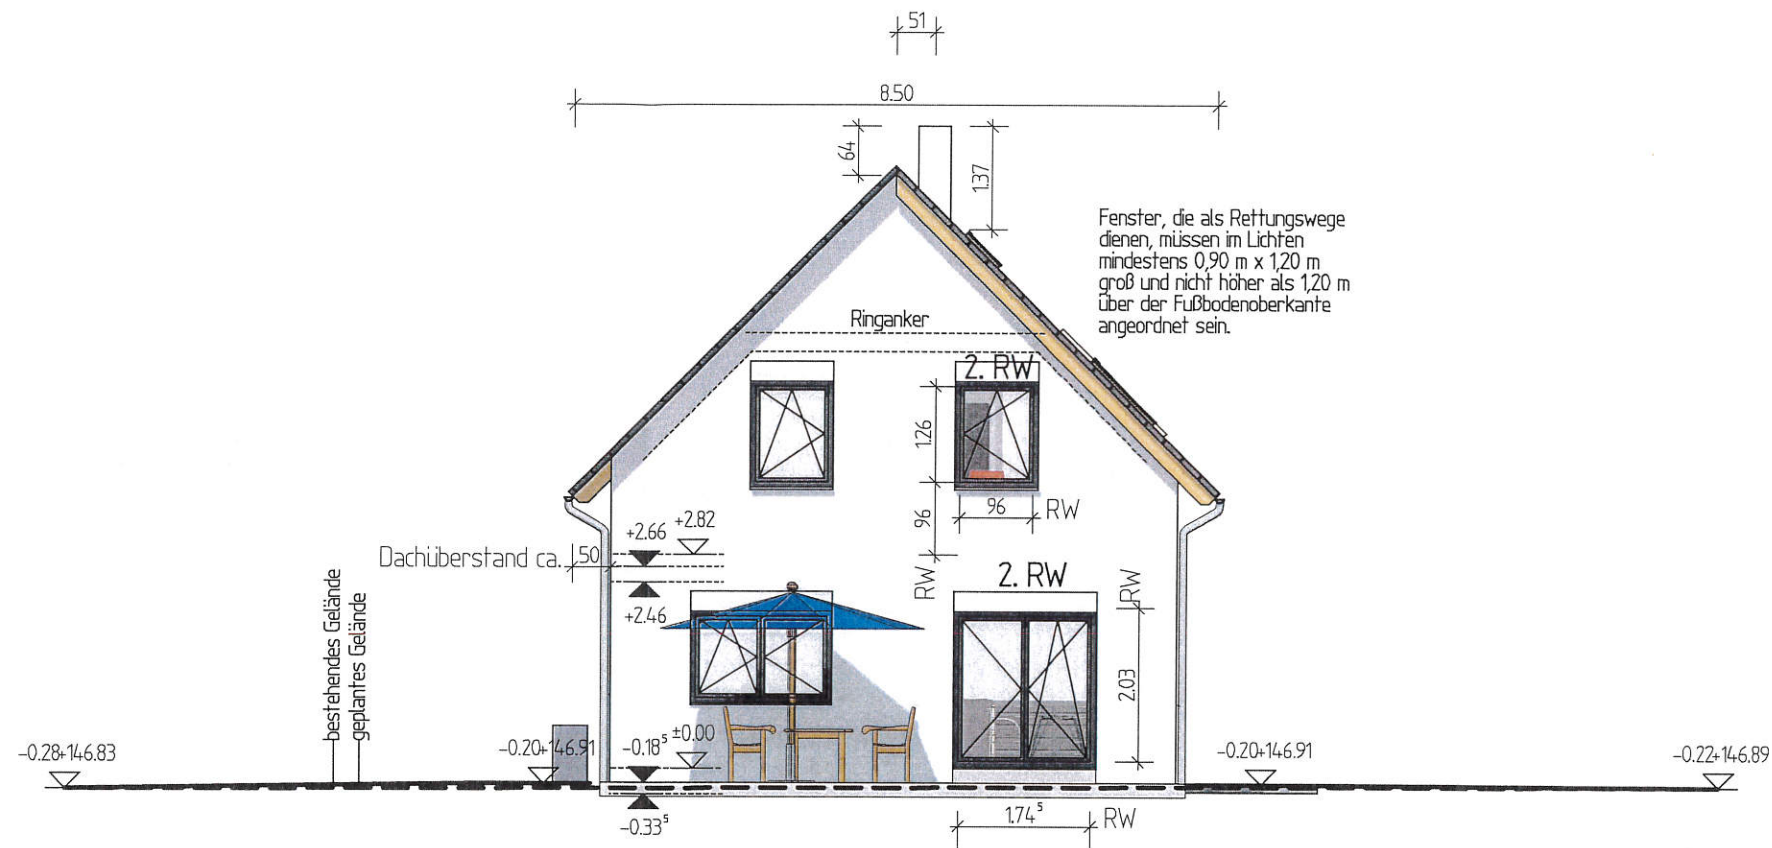 51
8.50
64
1.37
Fenster, die als Rettungswege
dienen, müssen im Lichten
mindestens 0,90 m x 1,20 m
groß und nicht höher als 1,20 m
über der Fußbodenoberkante
angeordnet sein.
Ringanker
2. RW
1.26
96
96
RW
RW
+2.66
+2.82
Dachüberstand ca.
50
+2.46
2. RW
RW
2.03
bestehendes Gelände
geplantes Gelände
-0.28+146.83
-0.20+146.91
-0.18⁵
±0.00
-0.20+146.91
-0.22+146.89
-0.33⁵
1.74⁵
RW